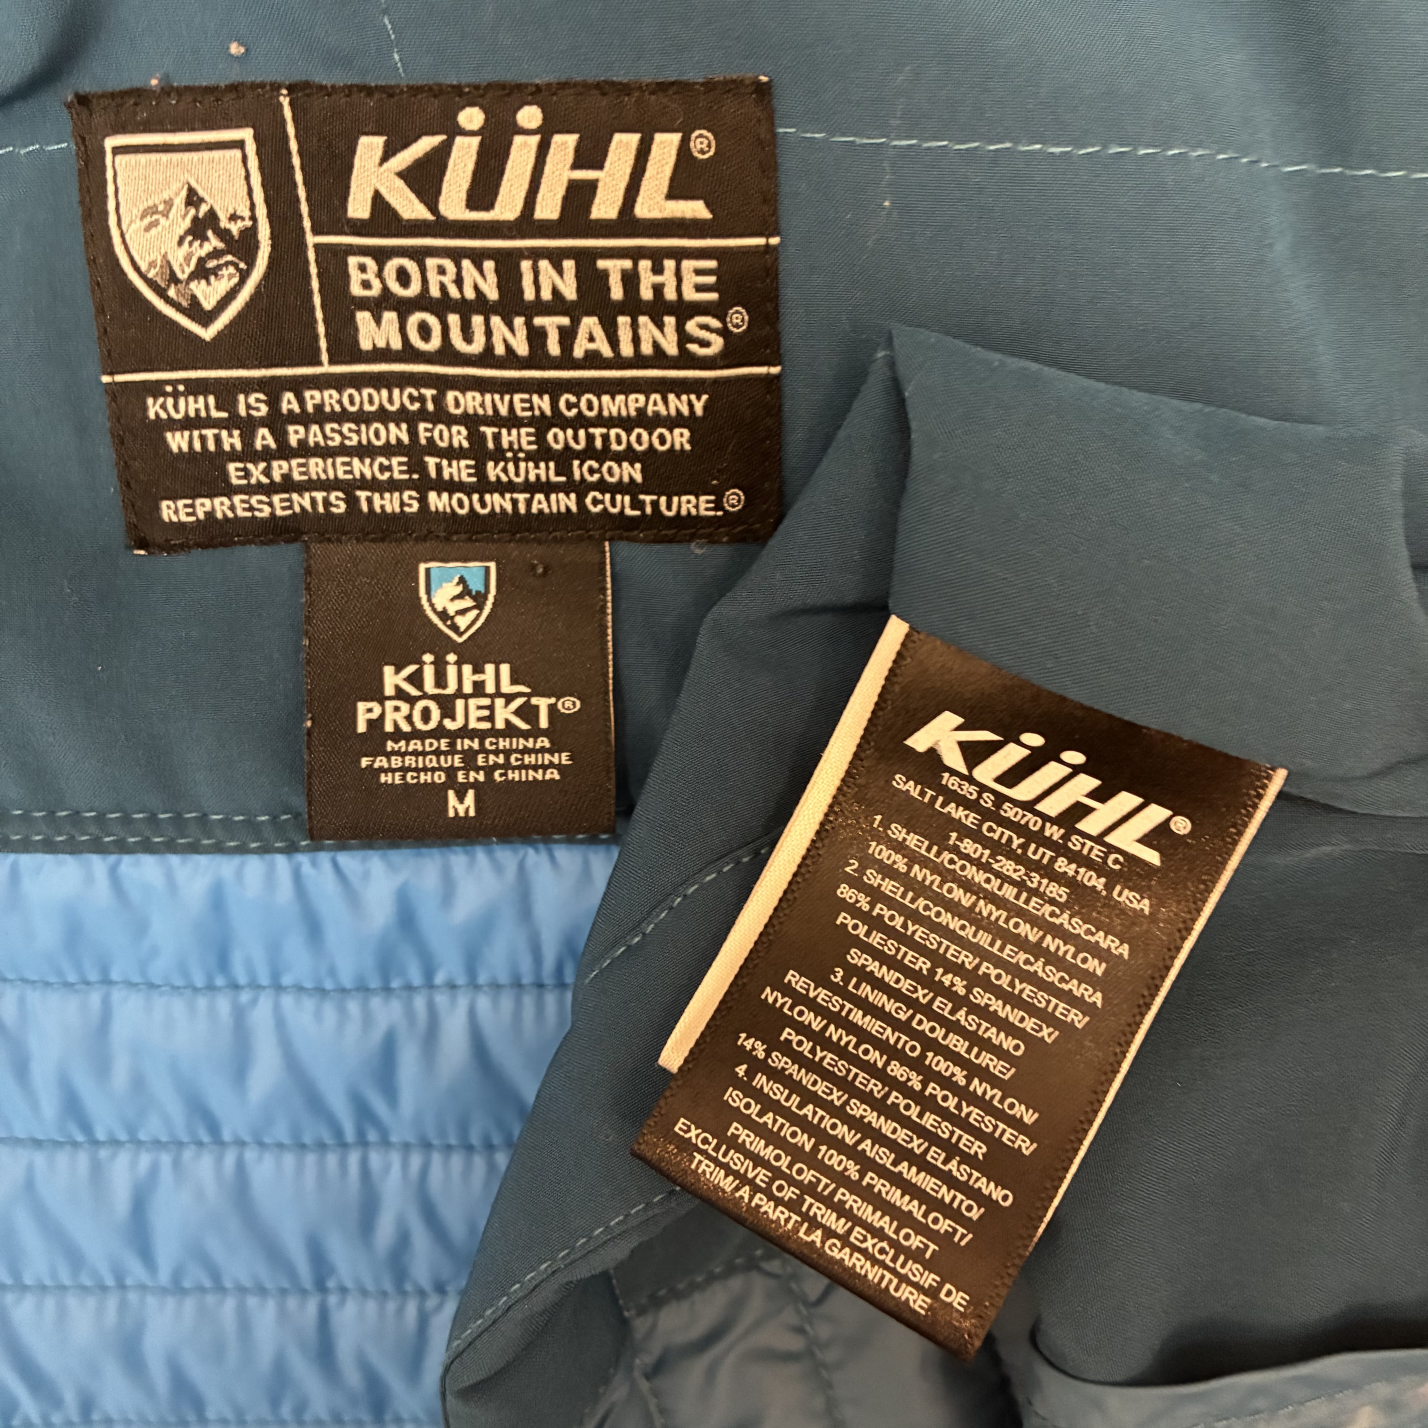 KÜHL®
BORN IN THE
MOUNTAINS®
KÜHL IS A PRODUCT DRIVEN COMPANY
WITH A PASSION FOR THE OUTDOOR
EXPERIENCE. THE KÜHL ICON
REPRESENTS THIS MOUNTAIN CULTURE.®
KÜHL
PROJEKT®
MADE IN CHINA
FABRIQUE EN CHINE
HECHO EN CHINA
M
KÜHL®
1635 S. 5070 W. STE C
SALT LAKE CITY, UT 84104, USA
1-801-282-3185
1. SHELL/CONQUILLE/CÁSCARA
100% NYLON/ NYLON/ NYLON
2. SHELL/CONQUILLE/CÁSCARA
86% POLYESTER/ POLYESTER/
POLIESTER 14% SPANDEX/
SPANDEX/ ELÁSTANO
3. LINING/ DOUBLURE/
REVESTIMIENTO 100% NYLON/
NYLON/ NYLON 86% POLYESTER/
POLYESTER/ POLIESTER
14% SPANDEX/ SPANDEX/ ELÁSTANO
4. INSULATION/ AISLAMIENTO/
ISOLATION 100% PRIMALOFT/
PRIMOLOFT/ PRIMALOFT
EXCLUSIVE OF TRIM/ EXCLUSIF DE
TRIM/ A PART LA GARNITURE